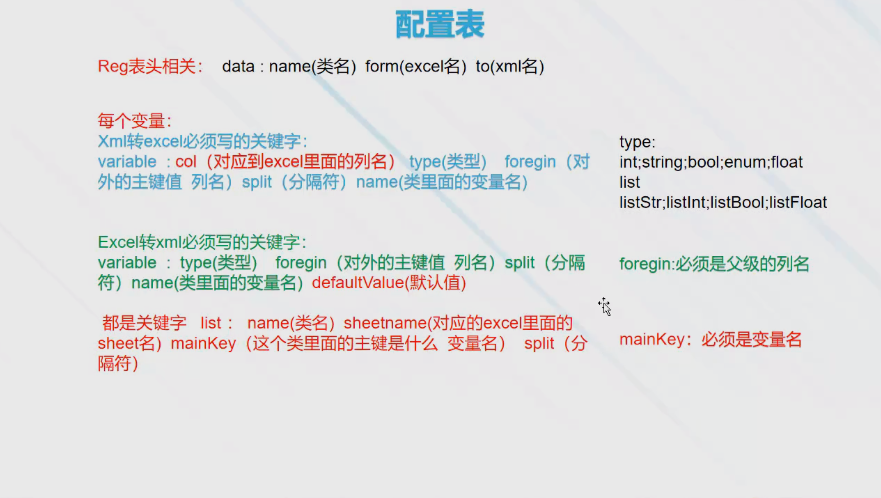 配置表
Reg表头相关： data : name(类名) form(excel名) to(xml名)
每个变量：
Xml转excel必须写的关键字：
variable : col（对应到excel里面的列名）type(类型) foregin（对
外的主键值 列名）split（分隔符）name(类里面的变量名)
type:
int;string;bool;enum;float
list
listStr;listInt;listBool;listFloat
Excel转xml必须写的关键字：
variable : type(类型) foregin（对外的主键值 列名）split（分隔
符）name(类里面的变量名) defaultValue(默认值)
foregin:必须是父级的列名
都是关键字 list： name(类名) sheetname(对应的excel里面的
sheet名) mainKey（这个类里面的主键是什么 变量名） split（分
隔符）
mainKey：必须是变量名